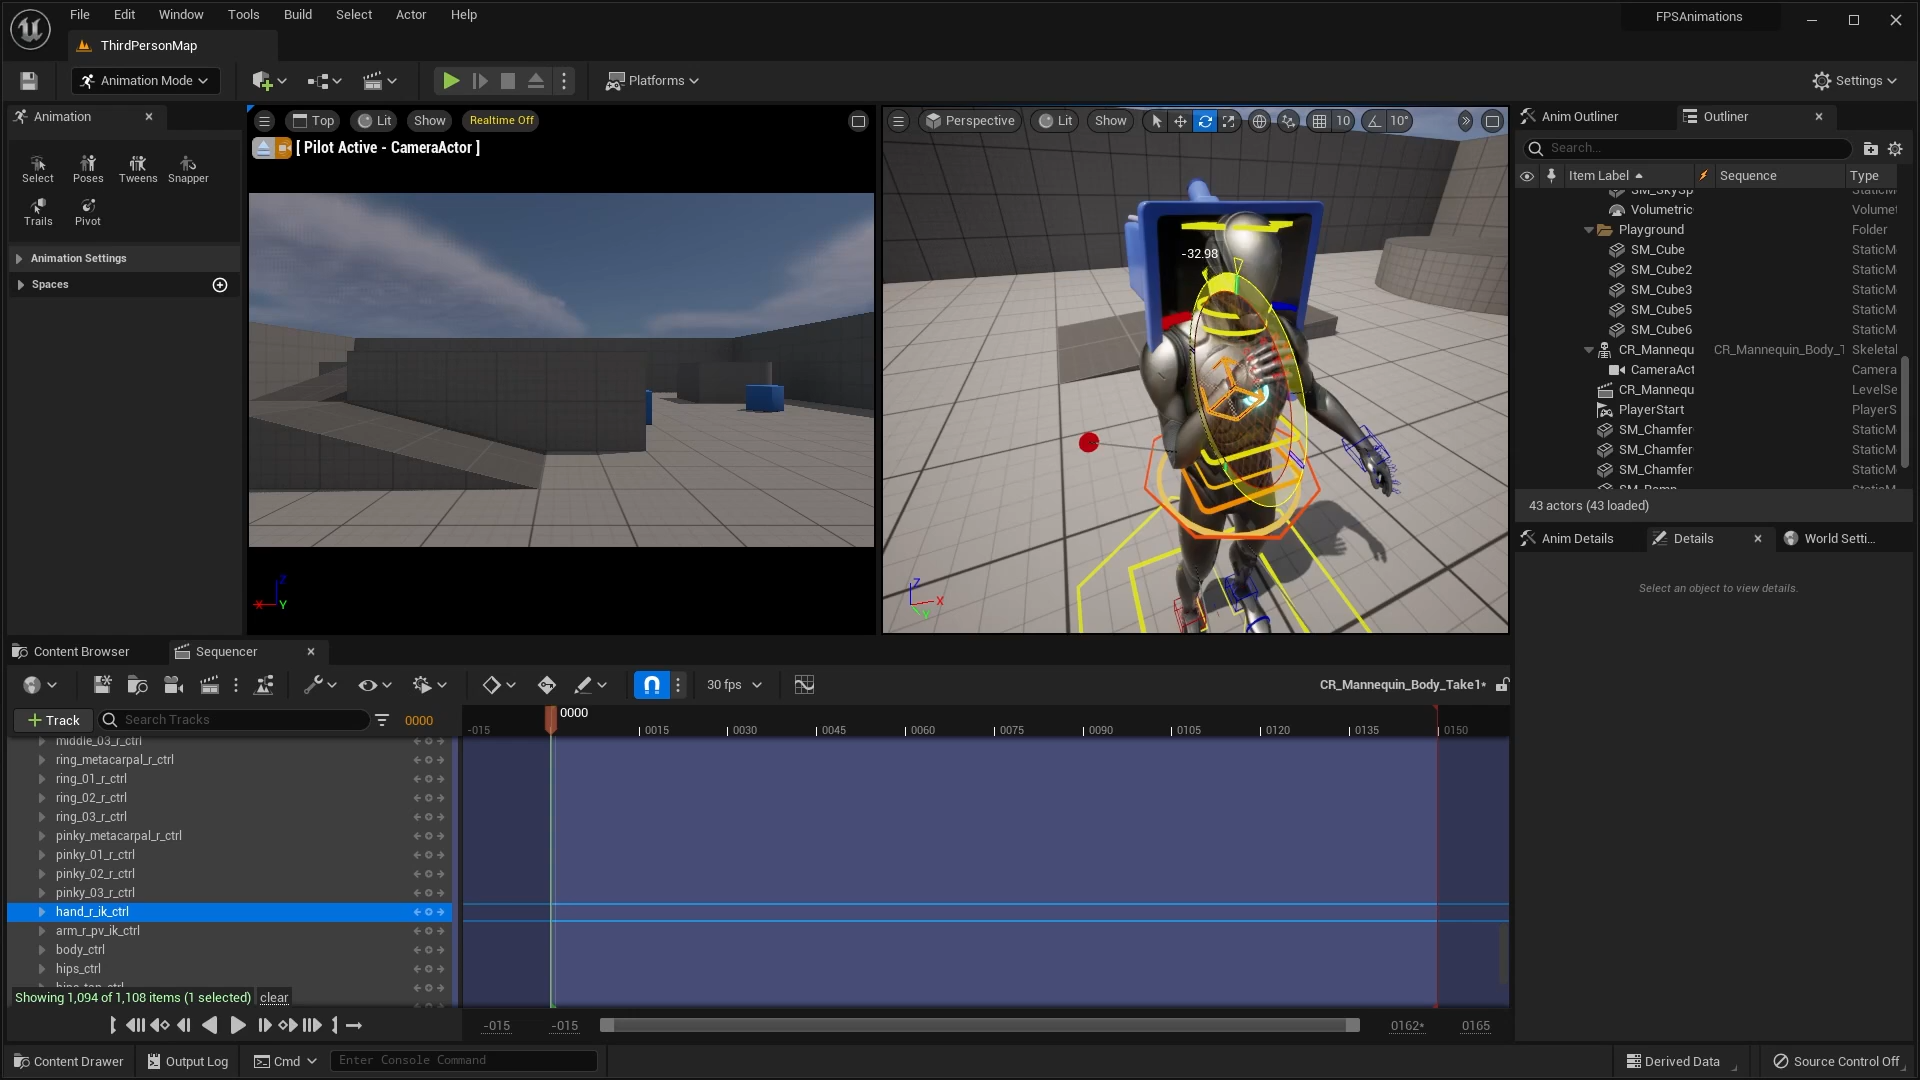 File Edit Window Tools Build Select Actor Help
FPSAnimations
ThirdPersonMap
Animation Mode
Platforms
Settings
Animation
Select Poses Tweens Snapper
Trails Pivot
Animation Settings
Spaces
Top Lit Show Realtime Off
[ Pilot Active - CameraActor ]
X Z Y
Perspective Lit Show 10 10°
-32.98
Z X Y
Anim Outliner Outliner
Search...
Item Label Sequence Type
Volumetric Volumet
Playground Folder
SM_Cube StaticM
SM_Cube2 StaticM
SM_Cube3 StaticM
SM_Cube5 StaticM
SM_Cube6 StaticM
CR_Mannequ CR_Mannequin_Body_T Skeletal
CameraAct Camera
CR_Mannequ LevelSe
PlayerStart PlayerS
SM_Chamfer StaticM
SM_Chamfer StaticM
SM_Chamfer StaticM
43 actors (43 loaded)
Anim Details Details World Setti...
Select an object to view details.
Content Browser Sequencer
30 fps
CR_Mannequin_Body_Take1*
+ Track Search Tracks 0000
-015 0000 0015 0030 0045 0060 0075 0090 0105 0120 0135 0150
middle_03_r_ctrl
ring_metacarpal_r_ctrl
ring_01_r_ctrl
ring_02_r_ctrl
ring_03_r_ctrl
pinky_metacarpal_r_ctrl
pinky_01_r_ctrl
pinky_02_r_ctrl
pinky_03_r_ctrl
hand_r_ik_ctrl
arm_r_pv_ik_ctrl
body_ctrl
hips_ctrl
Showing 1,094 of 1,108 items (1 selected) clear
-015 -015 0162* 0165
Content Drawer Output Log Cmd Enter Console Command
Derived Data Source Control Off